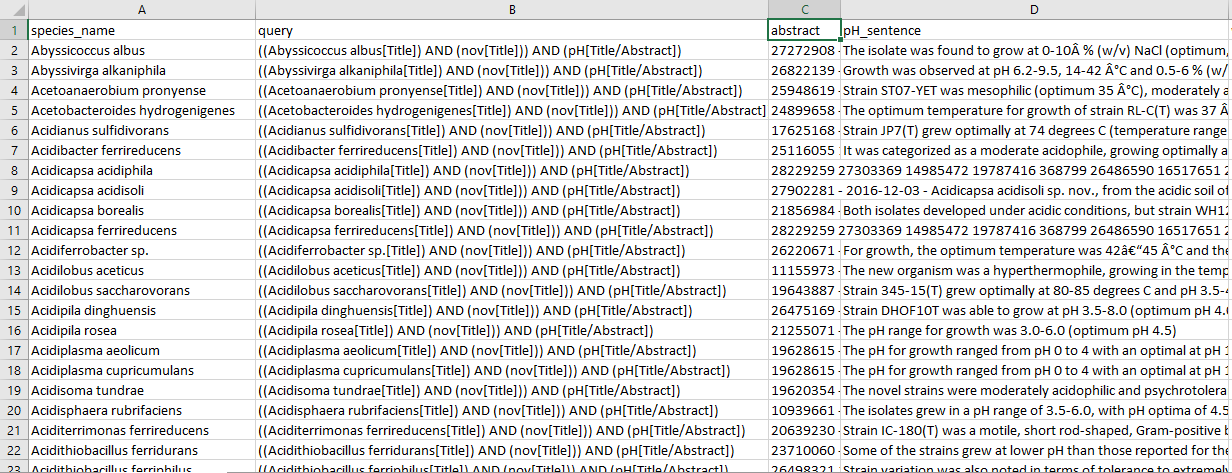 A B C D
1 species_name query abstract pH_sentence
2 Abyssicoccus albus ((Abyssicoccus albus[Title]) AND (nov[Title])) AND (pH[Title/Abstract]) 27272908 - The isolate was found to grow at 0-10Â % (w/v) NaCl (optimum,
3 Abyssivirga alkaniphila ((Abyssivirga alkaniphila[Title]) AND (nov[Title])) AND (pH[Title/Abstract]) 26822139 - Growth was observed at pH 6.2-9.5, 14-42 Â°C and 0.5-6 % (w/
4 Acetoanaerobium pronyense ((Acetoanaerobium pronyense[Title]) AND (nov[Title])) AND (pH[Title/Abstract]) 25948619 - Strain ST07-YET was mesophilic (optimum 35 Â°C), moderately a
5 Acetobacteroides hydrogenigenes ((Acetobacteroides hydrogenigenes[Title]) AND (nov[Title])) AND (pH[Title/Abstract] 24899658 - The optimum temperature for growth of strain RL-C(T) was 37 Â
6 Acidianus sulfidivorans ((Acidianus sulfidivorans[Title]) AND (nov[Title])) AND (pH[Title/Abstract]) 17625168 - Strain JP7(T) grew optimally at 74 degrees C (temperature range
7 Acidibacter ferrireducens ((Acidibacter ferrireducens[Title]) AND (nov[Title])) AND (pH[Title/Abstract]) 25116055 It was categorized as a moderate acidophile, growing optimally a
8 Acidicapsa acidiphila ((Acidicapsa acidiphila[Title]) AND (nov[Title])) AND (pH[Title/Abstract]) 28229259 27303369 14985472 19787416 368799 26486590 16517651 2
9 Acidicapsa acidisoli ((Acidicapsa acidisoli[Title]) AND (nov[Title])) AND (pH[Title/Abstract]) 27902281 - 2016-12-03 - Acidicapsa acidisoli sp. nov., from the acidic soil of
10 Acidicapsa borealis ((Acidicapsa borealis[Title]) AND (nov[Title])) AND (pH[Title/Abstract]) 21856984 - Both isolates developed under acidic conditions, but strain WH12
11 Acidicapsa ferrireducens ((Acidicapsa ferrireducens[Title]) AND (nov[Title])) AND (pH[Title/Abstract]) 28229259 27303369 14985472 19787416 368799 26486590 16517651 2
12 Acidiferrobacter sp. ((Acidiferrobacter sp.[Title]) AND (nov[Title])) AND (pH[Title/Abstract]) 26220671 - For growth, the optimum temperature was 42â€“45 Â°C and the
13 Acidilobus aceticus ((Acidilobus aceticus[Title]) AND (nov[Title])) AND (pH[Title/Abstract]) 11155973 - The new organism was a hyperthermophile, growing in the temp
14 Acidilobus saccharovorans ((Acidilobus saccharovorans[Title]) AND (nov[Title])) AND (pH[Title/Abstract]) 19643887 - Strain 345-15(T) grew optimally at 80-85 degrees C and pH 3.5-4
15 Acidipila dinghuensis ((Acidipila dinghuensis[Title]) AND (nov[Title])) AND (pH[Title/Abstract]) 26475169 - Strain DHOF10T was able to grow at pH 3.5-8.0 (optimum pH 4.
16 Acidipila rosea ((Acidipila rosea[Title]) AND (nov[Title])) AND (pH[Title/Abstract]) 21255071 - The pH range for growth was 3.0-6.0 (optimum pH 4.5)
17 Acidiplasma aeolicum ((Acidiplasma aeolicum[Title]) AND (nov[Title])) AND (pH[Title/Abstract]) 19628615 - The pH for growth ranged from pH 0 to 4 with an optimal at pH 1
18 Acidiplasma cupricumulans ((Acidiplasma cupricumulans[Title]) AND (nov[Title])) AND (pH[Title/Abstract]) 19628615 - The pH for growth ranged from pH 0 to 4 with an optimal at pH 1
19 Acidisoma tundrae ((Acidisoma tundrae[Title]) AND (nov[Title])) AND (pH[Title/Abstract]) 19620354 - The novel strains were moderately acidophilic and psychrotolera
20 Acidisphaera rubrifaciens ((Acidisphaera rubrifaciens[Title]) AND (nov[Title])) AND (pH[Title/Abstract]) 10939661 - The isolates grew in a pH range of 3.5-6.0, with pH optima of 4.5
21 Aciditerrimonas ferrireducens ((Aciditerrimonas ferrireducens[Title]) AND (nov[Title])) AND (pH[Title/Abstract]) 20639230 - Strain IC-180(T) was a motile, short rod-shaped, Gram-positive b
22 Acidithiobacillus ferridurans ((Acidithiobacillus ferridurans[Title]) AND (nov[Title])) AND (pH[Title/Abstract]) 23710060 - Some of the strains grew at lower pH than those reported for th
23 Acidithiobacillus ferriphilus ((Acidithiobacillus ferriphilus[Title]) AND (nov[Title])) AND (pH[Title/Abstract]) 26498321 Strain variation was also noted in terms of tolerance to extrem